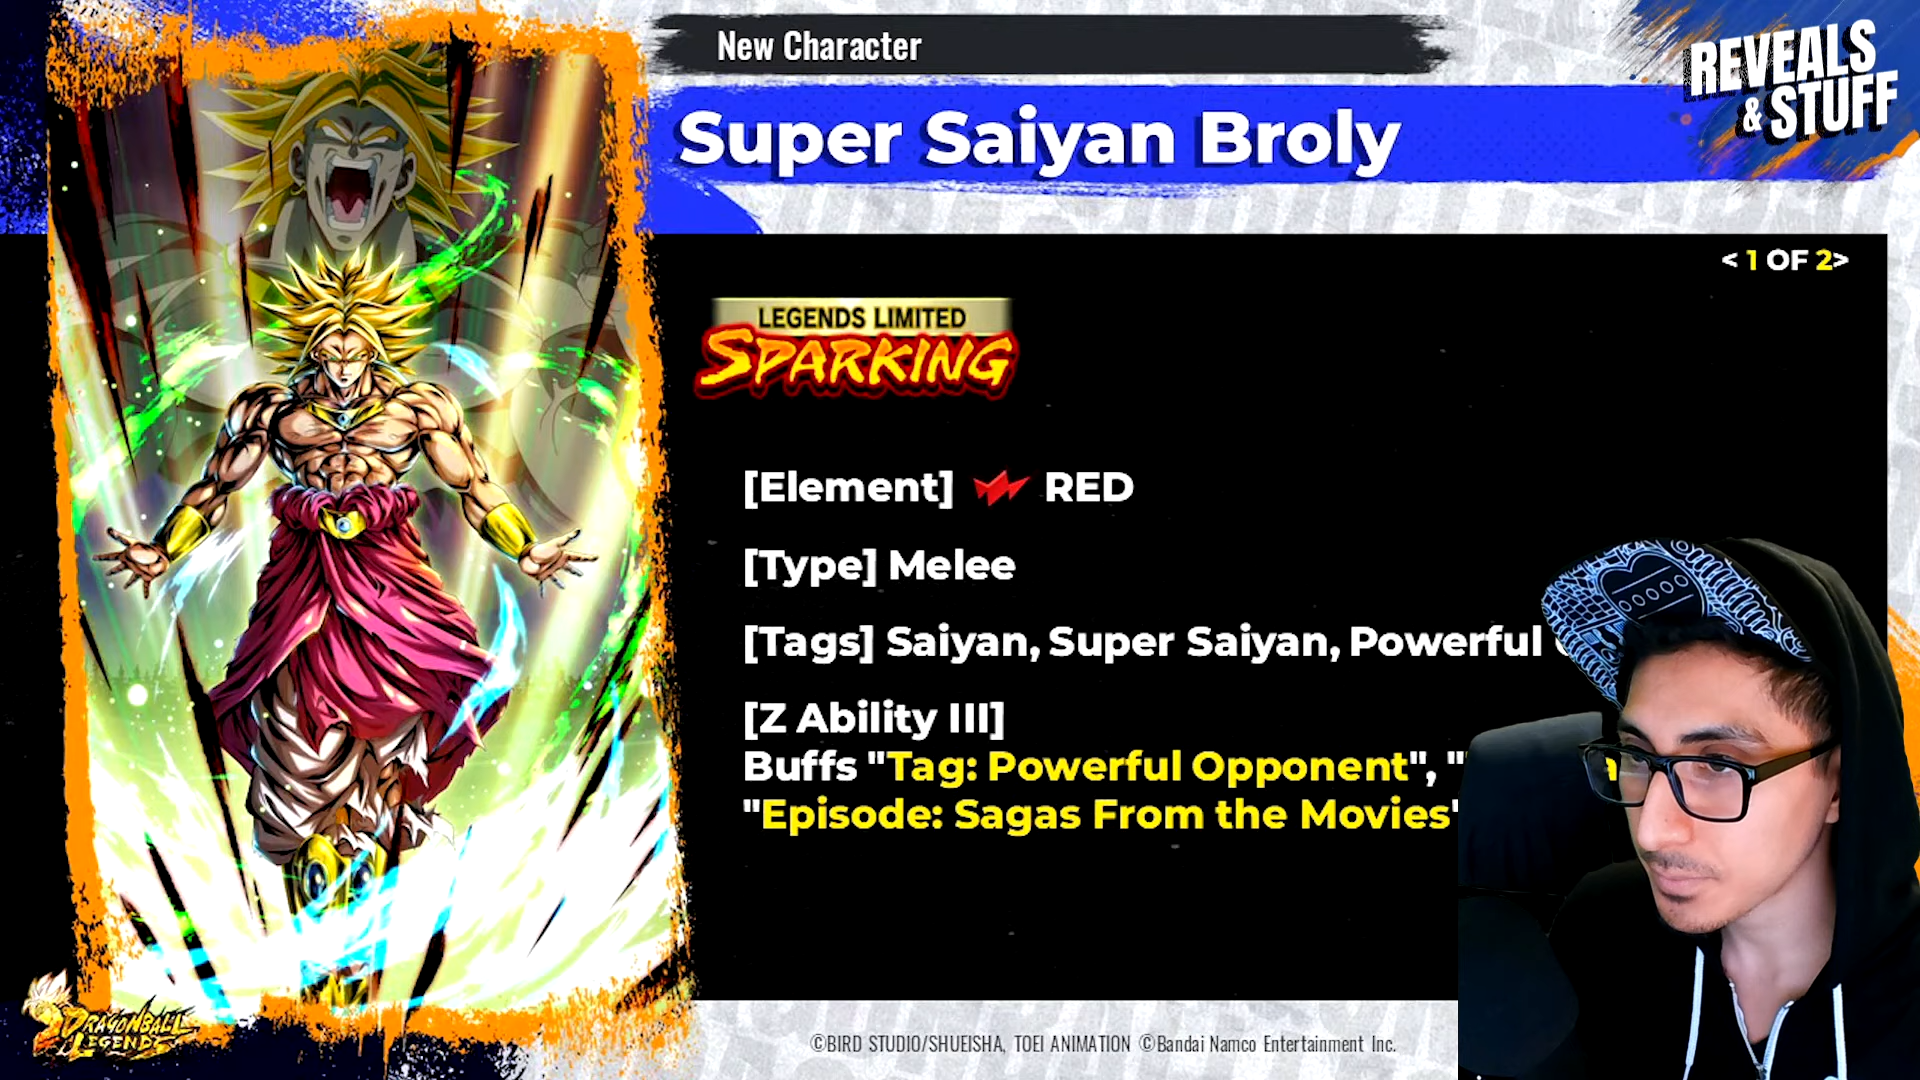 New Character
REVEALS
& STUFF
Super Saiyan Broly
< 1 OF 2>
LEGENDS LIMITED
SPARKING
[Element] RED
[Type] Melee
[Tags] Saiyan, Super Saiyan, Powerful
[Z Ability III]
Buffs "Tag: Powerful Opponent", "
"Episode: Sagas From the Movies"
DRAGONBALL
LEGENDS
©BIRD STUDIO/SHUEISHA, TOEI ANIMATION ©Bandai Namco Entertainment Inc.